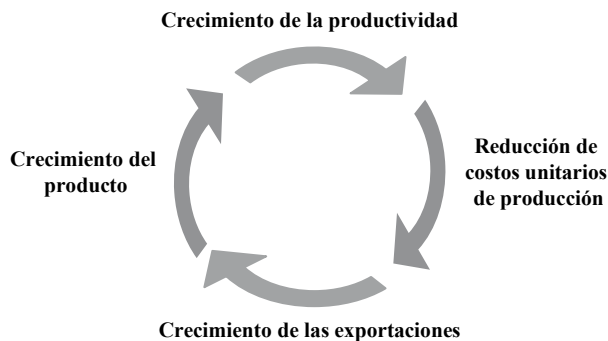 Crecimiento de la productividad
Reducción de
costos unitarios
de producción
Crecimiento de las exportaciones
Crecimiento del
producto